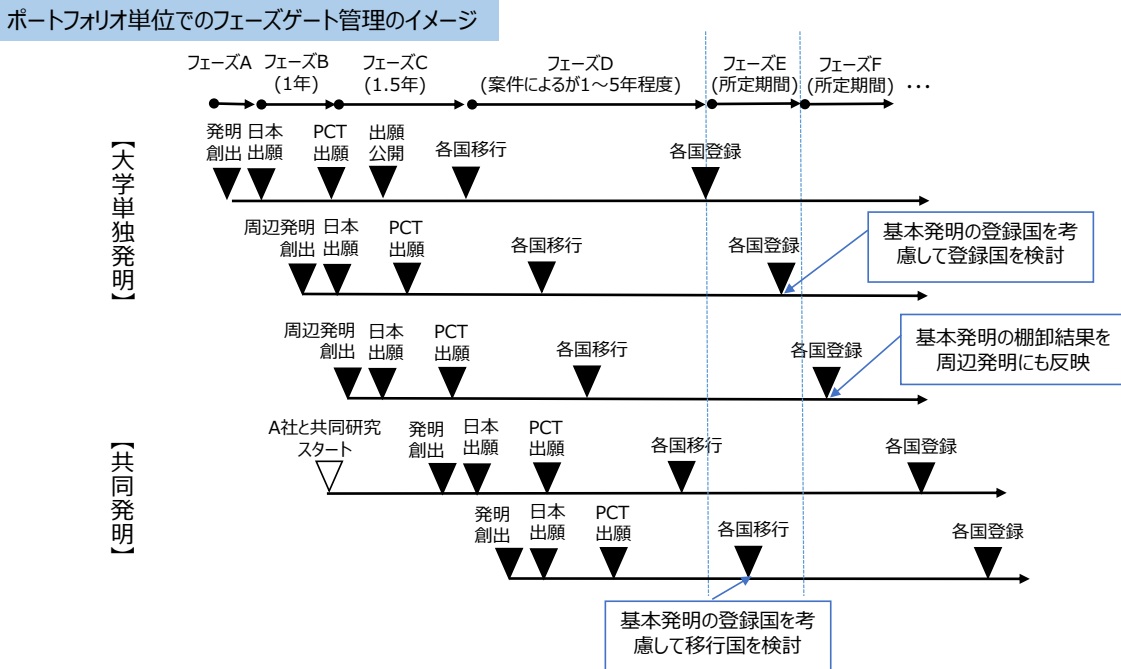 ポートフォリオ単位でのフェーズゲート管理のイメージ
フェーズA
フェーズB
(1年)
フェーズC
(1.5年)
フェーズD
(案件によるが1～5年程度)
フェーズE
(所定期間)
フェーズF
(所定期間)
…
【大学単独発明】
発明
創出
日本
出願
PCT
出願
出願
公開
各国移行
各国登録
周辺発明
創出
日本
出願
PCT
出願
各国移行
各国登録
基本発明の登録国を考
慮して登録国を検討
周辺発明
創出
日本
出願
PCT
出願
各国移行
各国登録
基本発明の棚卸結果を
周辺発明にも反映
【共同発明】
A社と共同研究
スタート
発明
創出
日本
出願
PCT
出願
各国移行
各国登録
発明
創出
日本
出願
PCT
出願
各国移行
各国登録
基本発明の登録国を考
慮して移行国を検討